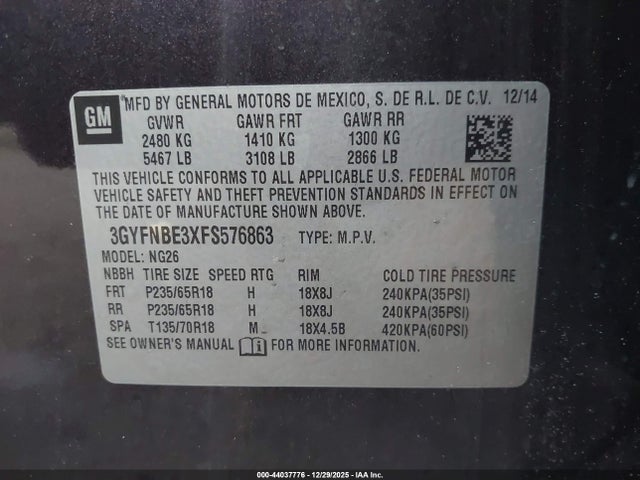 GM MFD BY GENERAL MOTORS DE MEXICO, S. DE R.L. DE C.V. 12/14
GVWR GAWR FRT GAWR RR
2480 KG 1410 KG 1300 KG
5467 LB 3108 LB 2866 LB
THIS VEHICLE CONFORMS TO ALL APPLICABLE U.S. FEDERAL MOTOR
VEHICLE SAFETY AND THEFT PREVENTION STANDARDS IN EFFECT ON
THE DATE OF MANUFACTURE SHOWN ABOVE.
3GYFNBE3XFS576863 TYPE: M.P.V.
MODEL: NG26
NBBH TIRE SIZE SPEED RTG RIM COLD TIRE PRESSURE
FRT P235/65R18 H 18X8J 240KPA(35PSI)
RR P235/65R18 H 18X8J 240KPA(35PSI)
SPA T135/70R18 M 18X4.5B 420KPA(60PSI)
SEE OWNER'S MANUAL FOR MORE INFORMATION.
000-44037776 - 12/29/2025 - IAA Inc.